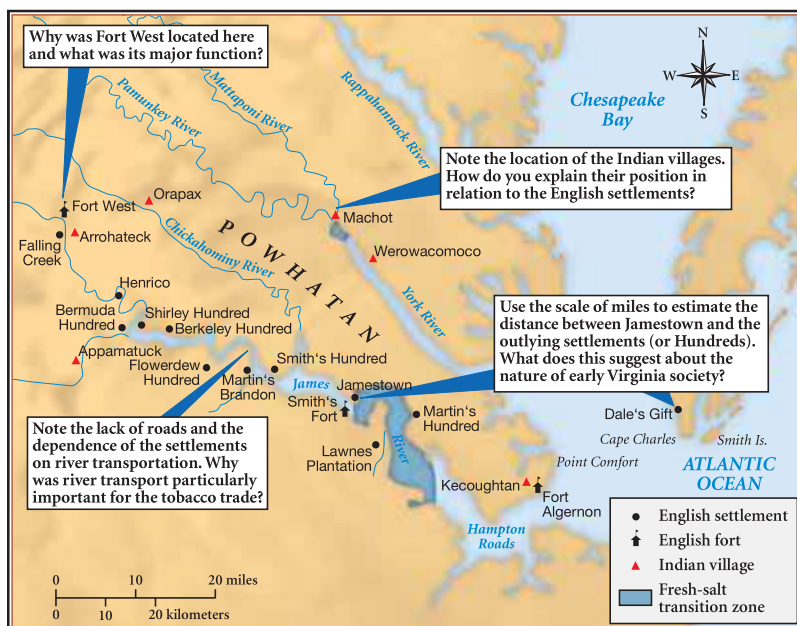 Why was Fort West located here
and what was its major function?
N
W
E
S
Chesapeake
Bay
Pamunkey River
Mattaponi River
Rappahannock River
Note the location of the Indian villages.
How do you explain their position in
relation to the English settlements?
Orapax
Fort West
Arrohateck
Falling
Creek
Machot
POWHATAN
Chickahominy River
Werowacomoco
York River
Henrico
Shirley Hundred
Bermuda
Hundred
Berkeley Hundred
Appamatuck
Flowerdew
Hundred
Smith's Hundred
Martin's
Brandon
James
River
Jamestown
Smith's
Fort
Martin's
Hundred
Lawnes
Plantation
Use the scale of miles to estimate the
distance between Jamestown and the
outlying settlements (or Hundreds).
What does this suggest about the
nature of early Virginia society?
Dale's Gift
Cape Charles
Smith Is.
Point Comfort
ATLANTIC
OCEAN
Kecoughtan
Fort
Algernon
Hampton
Roads
Note the lack of roads and the
dependence of the settlements
on river transportation. Why
was river transport particularly
important for the tobacco trade?
English settlement
English fort
Indian village
Fresh-salt
transition zone
0 10 20 miles
0 10 20 kilometers